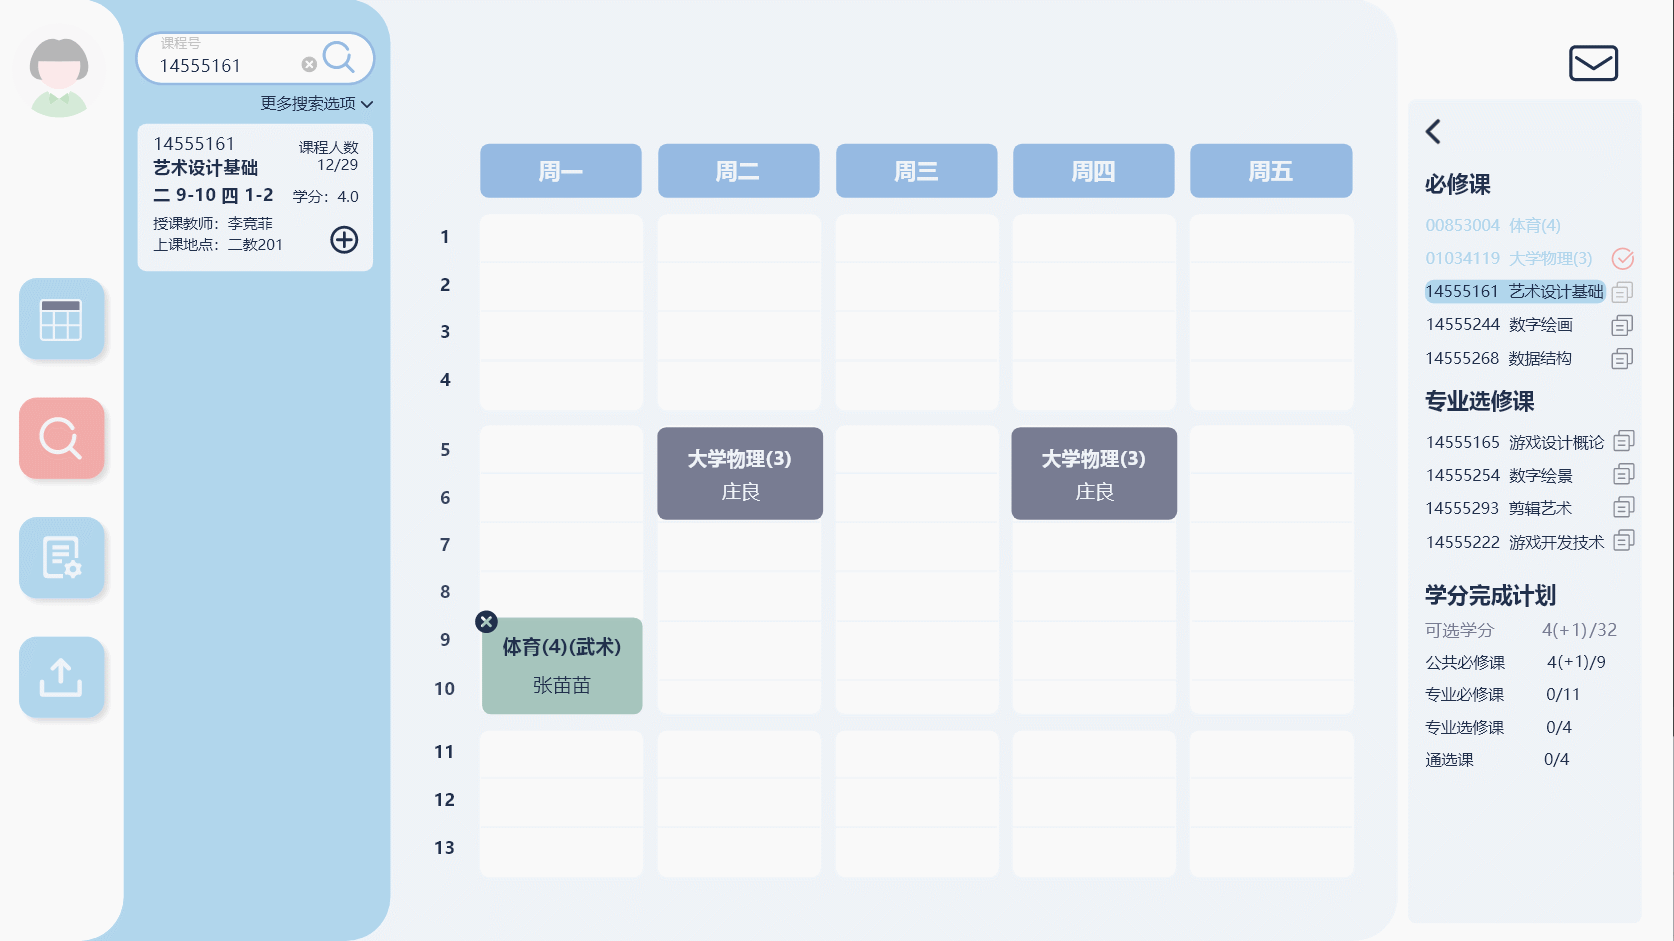 课程号
14555161
更多搜索选项
14555161
课程人数
艺术设计基础
12/29
二 9-10 四 1-2
学分：4.0
授课教师：李竞菲
上课地点：二教201
周一
周二
周三
周四
周五
1
2
3
4
5
6
7
8
9
10
11
12
13
大学物理(3)
庄良
大学物理(3)
庄良
体育(4)(武术)
张苗苗
必修课
00853004 体育(4)
01034119 大学物理(3)
14555161 艺术设计基础
14555244 数字绘画
14555268 数据结构
专业选修课
14555165 游戏设计概论
14555254 数字绘景
14555293 剪辑艺术
14555222 游戏开发技术
学分完成计划
可选学分 4(+1)/32
公共必修课 4(+1)/9
专业必修课 0/11
专业选修课 0/4
通选课 0/4